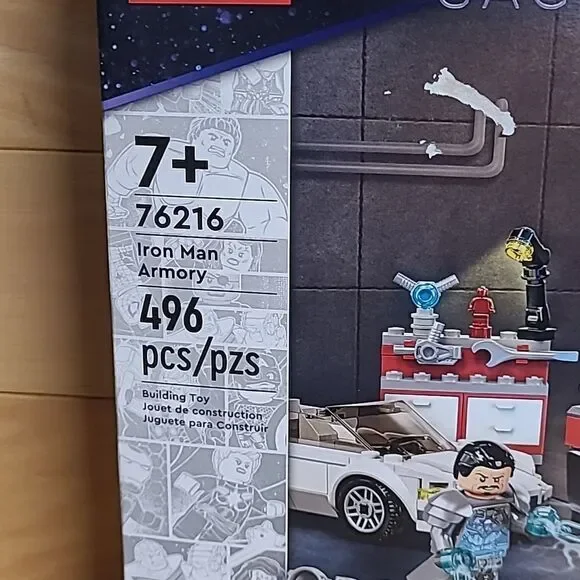 7+
76216
Iron Man
Armory
496
pcs/pzs
Building Toy
Jouet de construction
Juguete para Construir